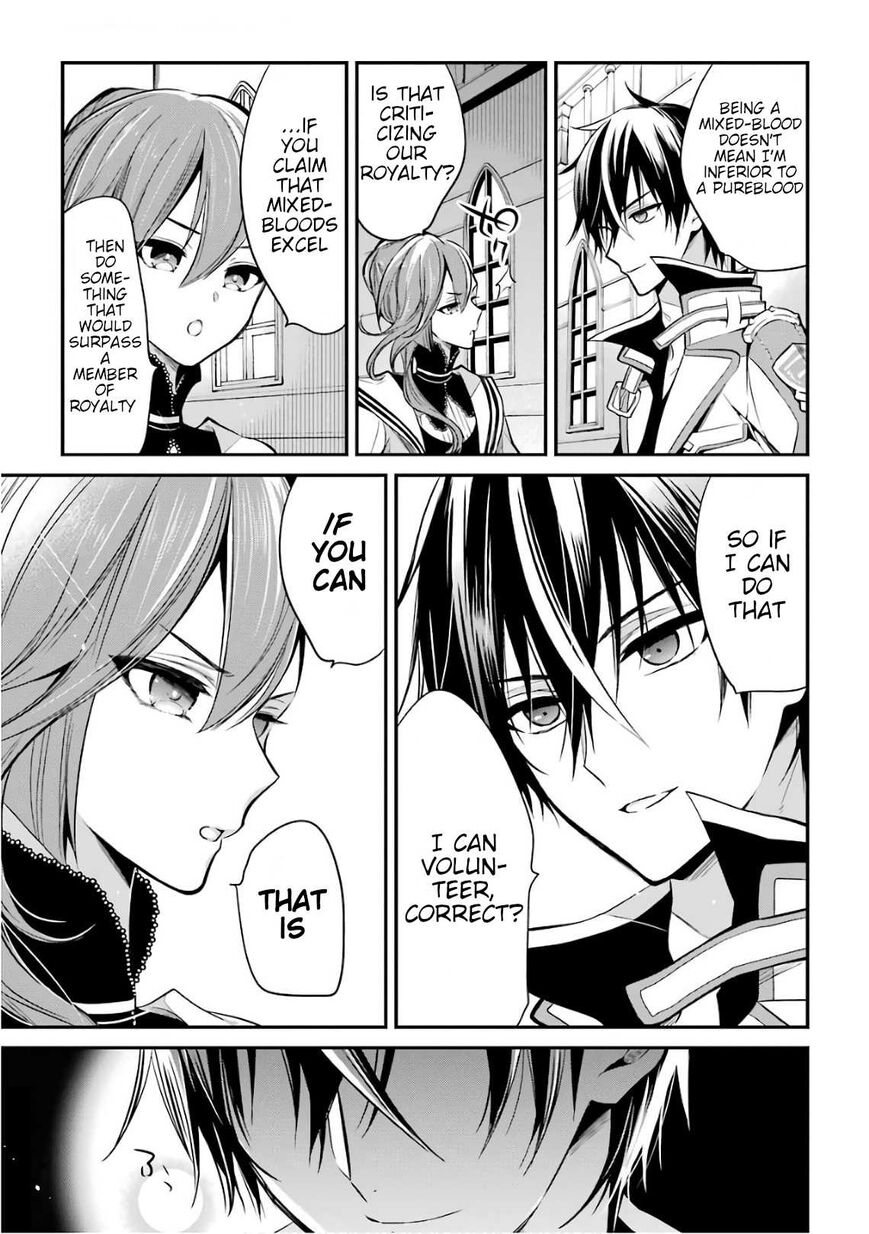 BEING A
MIXED-BLOOD
DOESN'T
MEAN I'M
INFERIOR TO
A PUREBLOOD
IS THAT
CRITI-
CIZING
OUR
ROYALTY?
...IF
YOU
CLAIM
THAT
MIXED-
BLOODS
EXCEL
THEN DO
SOME-
THING
THAT
WOULD
SURPASS
A
MEMBER
OF
ROYALTY
SO IF
I CAN
DO
THAT
I CAN
VOLUN-
TEER,
CORRECT?
IF
YOU
CAN
THAT
IS